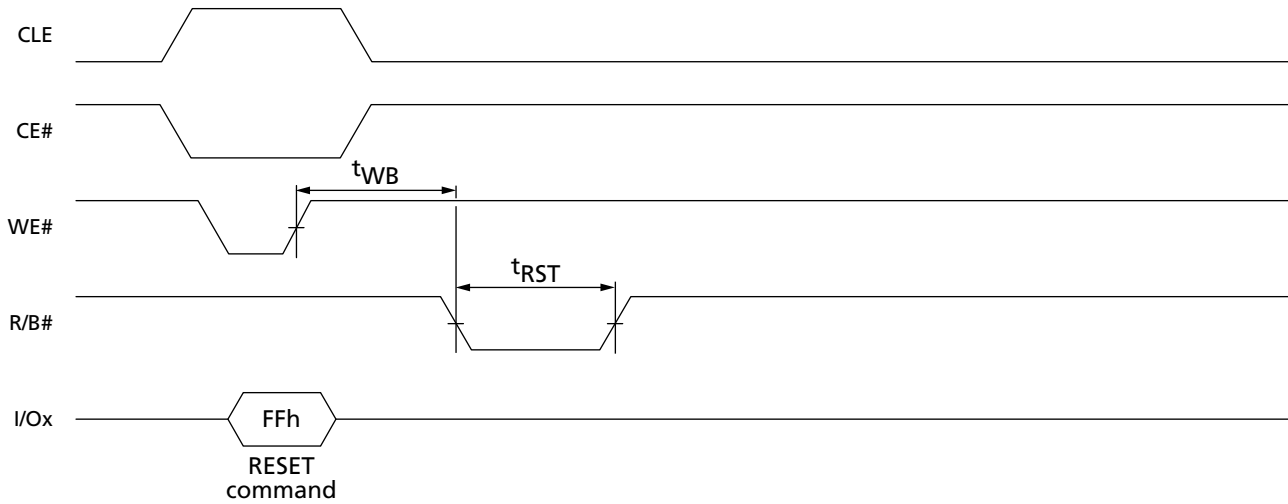 CLE
CE#
tWB
WE#
tRST
R/B#
I/Ox
FFh
RESET
command